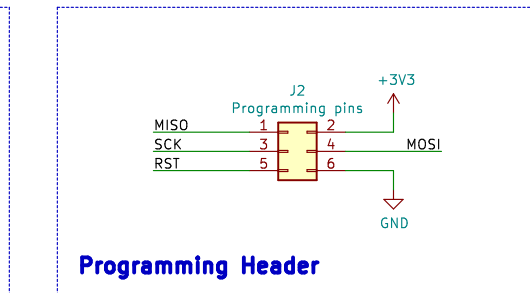 +3V3
J2
Programming pins
MISO 1 2
SCK 3 4 MOSI
RST 5 6
GND
Programming Header